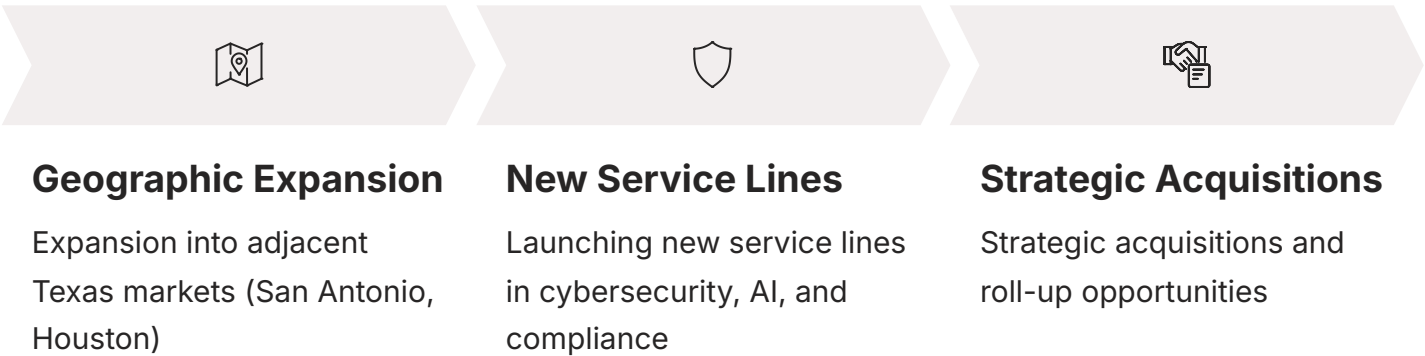 Geographic Expansion
Expansion into adjacent
Texas markets (San Antonio,
Houston)
New Service Lines
Launching new service lines
in cybersecurity, AI, and
compliance
Strategic Acquisitions
Strategic acquisitions and
roll-up opportunities